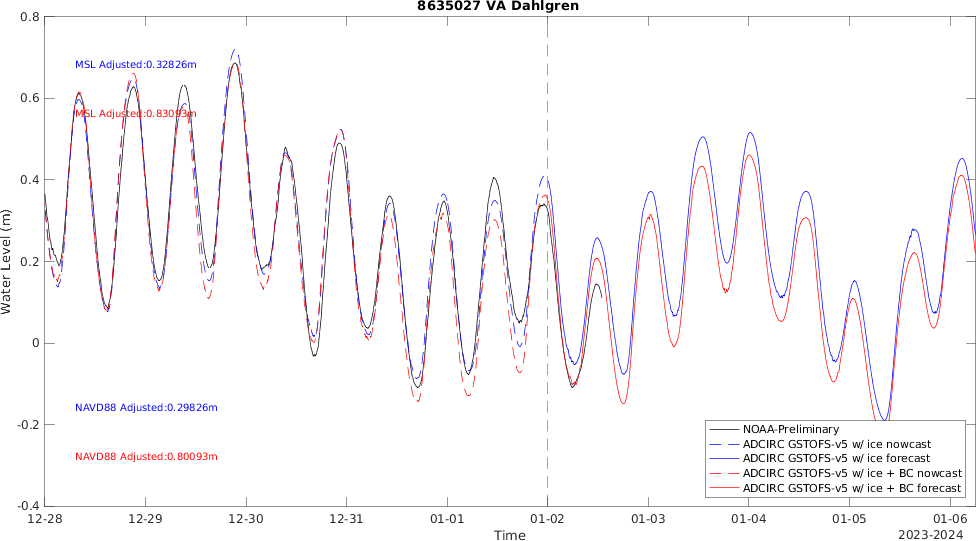 8635027 VA Dahlgren
0.8
0.6
0.4
0.2
0
-0.2
-0.4
Water Level (m)
MSL Adjusted:0.32826m
MSL Adjusted:0.83093m
NAVD88 Adjusted:0.29826m
NAVD88 Adjusted:0.80093m
NOAA-Preliminary
ADCIRC GSTOFS-v5 w/ ice nowcast
ADCIRC GSTOFS-v5 w/ ice forecast
ADCIRC GSTOFS-v5 w/ ice + BC nowcast
ADCIRC GSTOFS-v5 w/ ice + BC forecast
12-28 12-29 12-30 12-31 01-01 01-02 01-03 01-04 01-05 01-06
Time
2023-2024